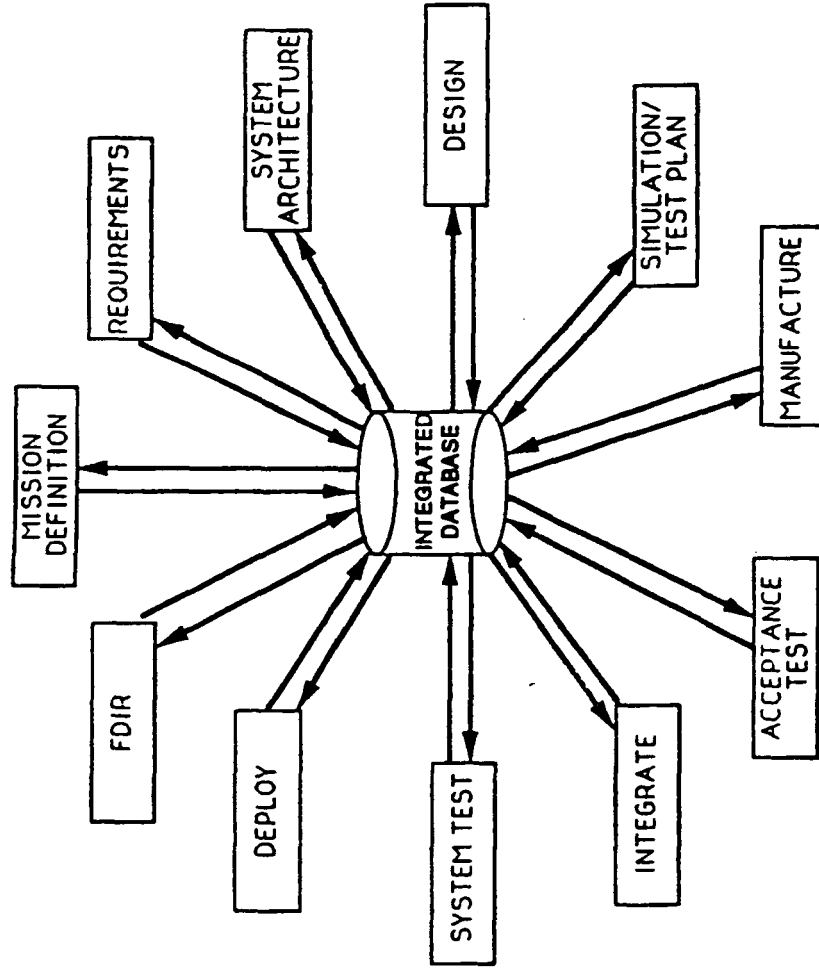 MISSION
DEFINITION
REQUIREMENTS
SYSTEM
ARCHITECTURE
DESIGN
SIMULATION/
TEST PLAN
MANUFACTURE
ACCEPTANCE
TEST
INTEGRATE
SYSTEM TEST
DEPLOY
FDIR
INTEGRATED
DATABASE